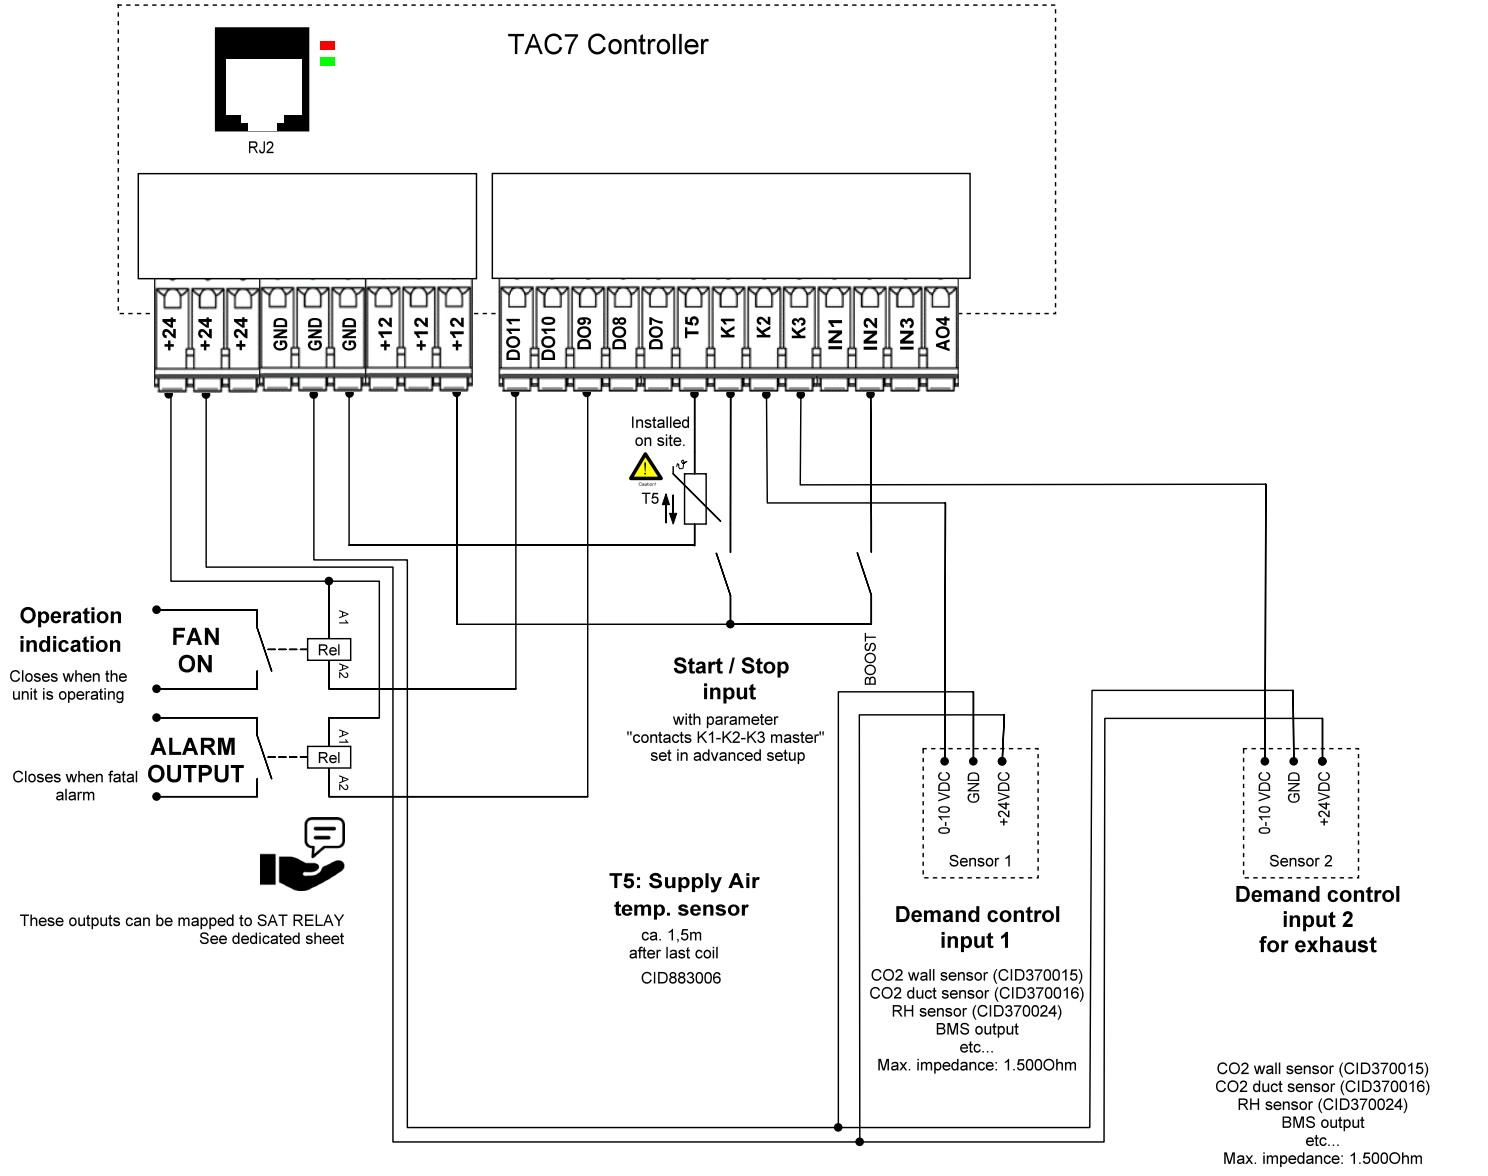 TAC7 Controller
RJ2
+24
+24
+24
GND
GND
GND
+12
+12
+12
DO11
DO10
DO9
DO8
DO7
T5
K1
K2
K3
IN1
IN2
IN3
AO4
Installed
on site.
!
Caution!
ϑ
T5
Operation
indication
Closes when the
unit is operating
FAN
ON
A1
Rel
A2
ALARM
OUTPUT
Closes when fatal
alarm
A1
Rel
A2
Start / Stop
input
with parameter
"contacts K1-K2-K3 master"
set in advanced setup
BOOST
0-10 VDC
GND
+24VDC
Sensor 1
0-10 VDC
GND
+24VDC
Sensor 2
These outputs can be mapped to SAT RELAY
See dedicated sheet
T5: Supply Air
temp. sensor
ca. 1,5m
after last coil
CID883006
Demand control
input 1
CO2 wall sensor (CID370015)
CO2 duct sensor (CID370016)
RH sensor (CID370024)
BMS output
etc...
Max. impedance: 1.500Ohm
Demand control
input 2
for exhaust
CO2 wall sensor (CID370015)
CO2 duct sensor (CID370016)
RH sensor (CID370024)
BMS output
etc...
Max. impedance: 1.500Ohm